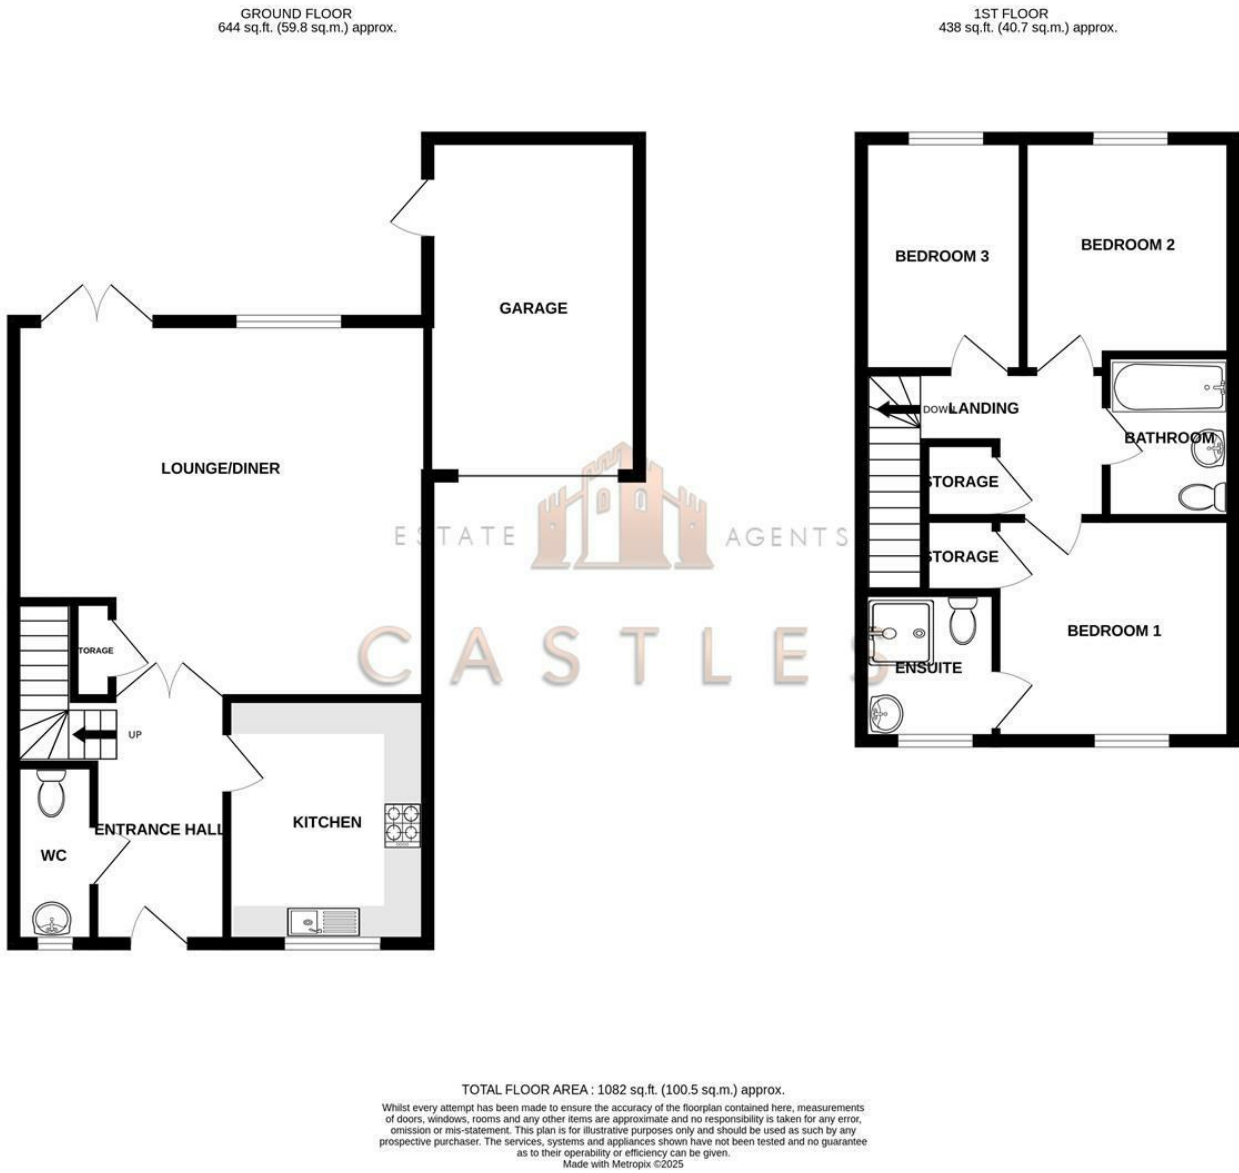 GROUND FLOOR
644 sq.ft. (59.8 sq.m.) approx.
1ST FLOOR
438 sq.ft. (40.7 sq.m.) approx.
GARAGE
LOUNGE/DINER
TORAGE
UP
ENTRANCE HALL
KITCHEN
WC
BEDROOM 3
BEDROOM 2
DOWN
LANDING
BATHROOM
STORAGE
STORAGE
BEDROOM 1
ENSUITE
ESTATE AGENTS
CASTLES
TOTAL FLOOR AREA : 1082 sq.ft. (100.5 sq.m.) approx.
Whilst every attempt has been made to ensure the accuracy of the floorplan contained here, measurements
of doors, windows, rooms and any other items are approximate and no responsibility is taken for any error,
omission or mis-statement. This plan is for illustrative purposes only and should be used as such by any
prospective purchaser. The services, systems and appliances shown have not been tested and no guarantee
as to their operability or efficiency can be given.
Made with Metropix ©2025